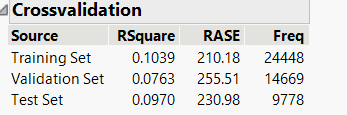 Crossvalidation
Source RSquare RASE Freq
Training Set 0.1039 210.18 24448
Validation Set 0.0763 255.51 14669
Test Set 0.0970 230.98 9778